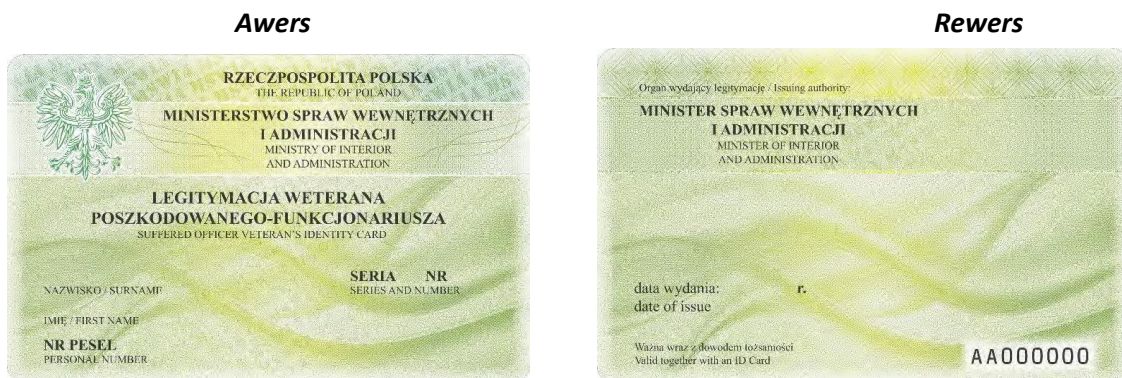 Awers
Rewers
RZECZPOSPOLITA POLSKA
THE REPUBLIC OF POLAND
MINISTERSTWO SPRAW WEWNĘTRZNYCH
I ADMINISTRACJI
MINISTRY OF INTERIOR
AND ADMINISTRATION
LEGITYMACJA WETERANA
POSZKODOWANEGO-FUNKCJONARIUSZA
SUFFERED OFFICER VETERAN'S IDENTITY CARD
SERIA NR
SERIES AND NUMBER
NAZWISKO / SURNAME
IMIĘ / FIRST NAME
NR PESEL
PERSONAL NUMBER
Organ wydający legitymację / Issuing authority:
MINISTER SPRAW WEWNĘTRZNYCH
I ADMINISTRACJI
MINISTER OF INTERIOR
AND ADMINISTRATION
data wydania: r.
date of issue
Ważna wraz z dowodem tożsamości
Valid together with an ID Card
AA000000